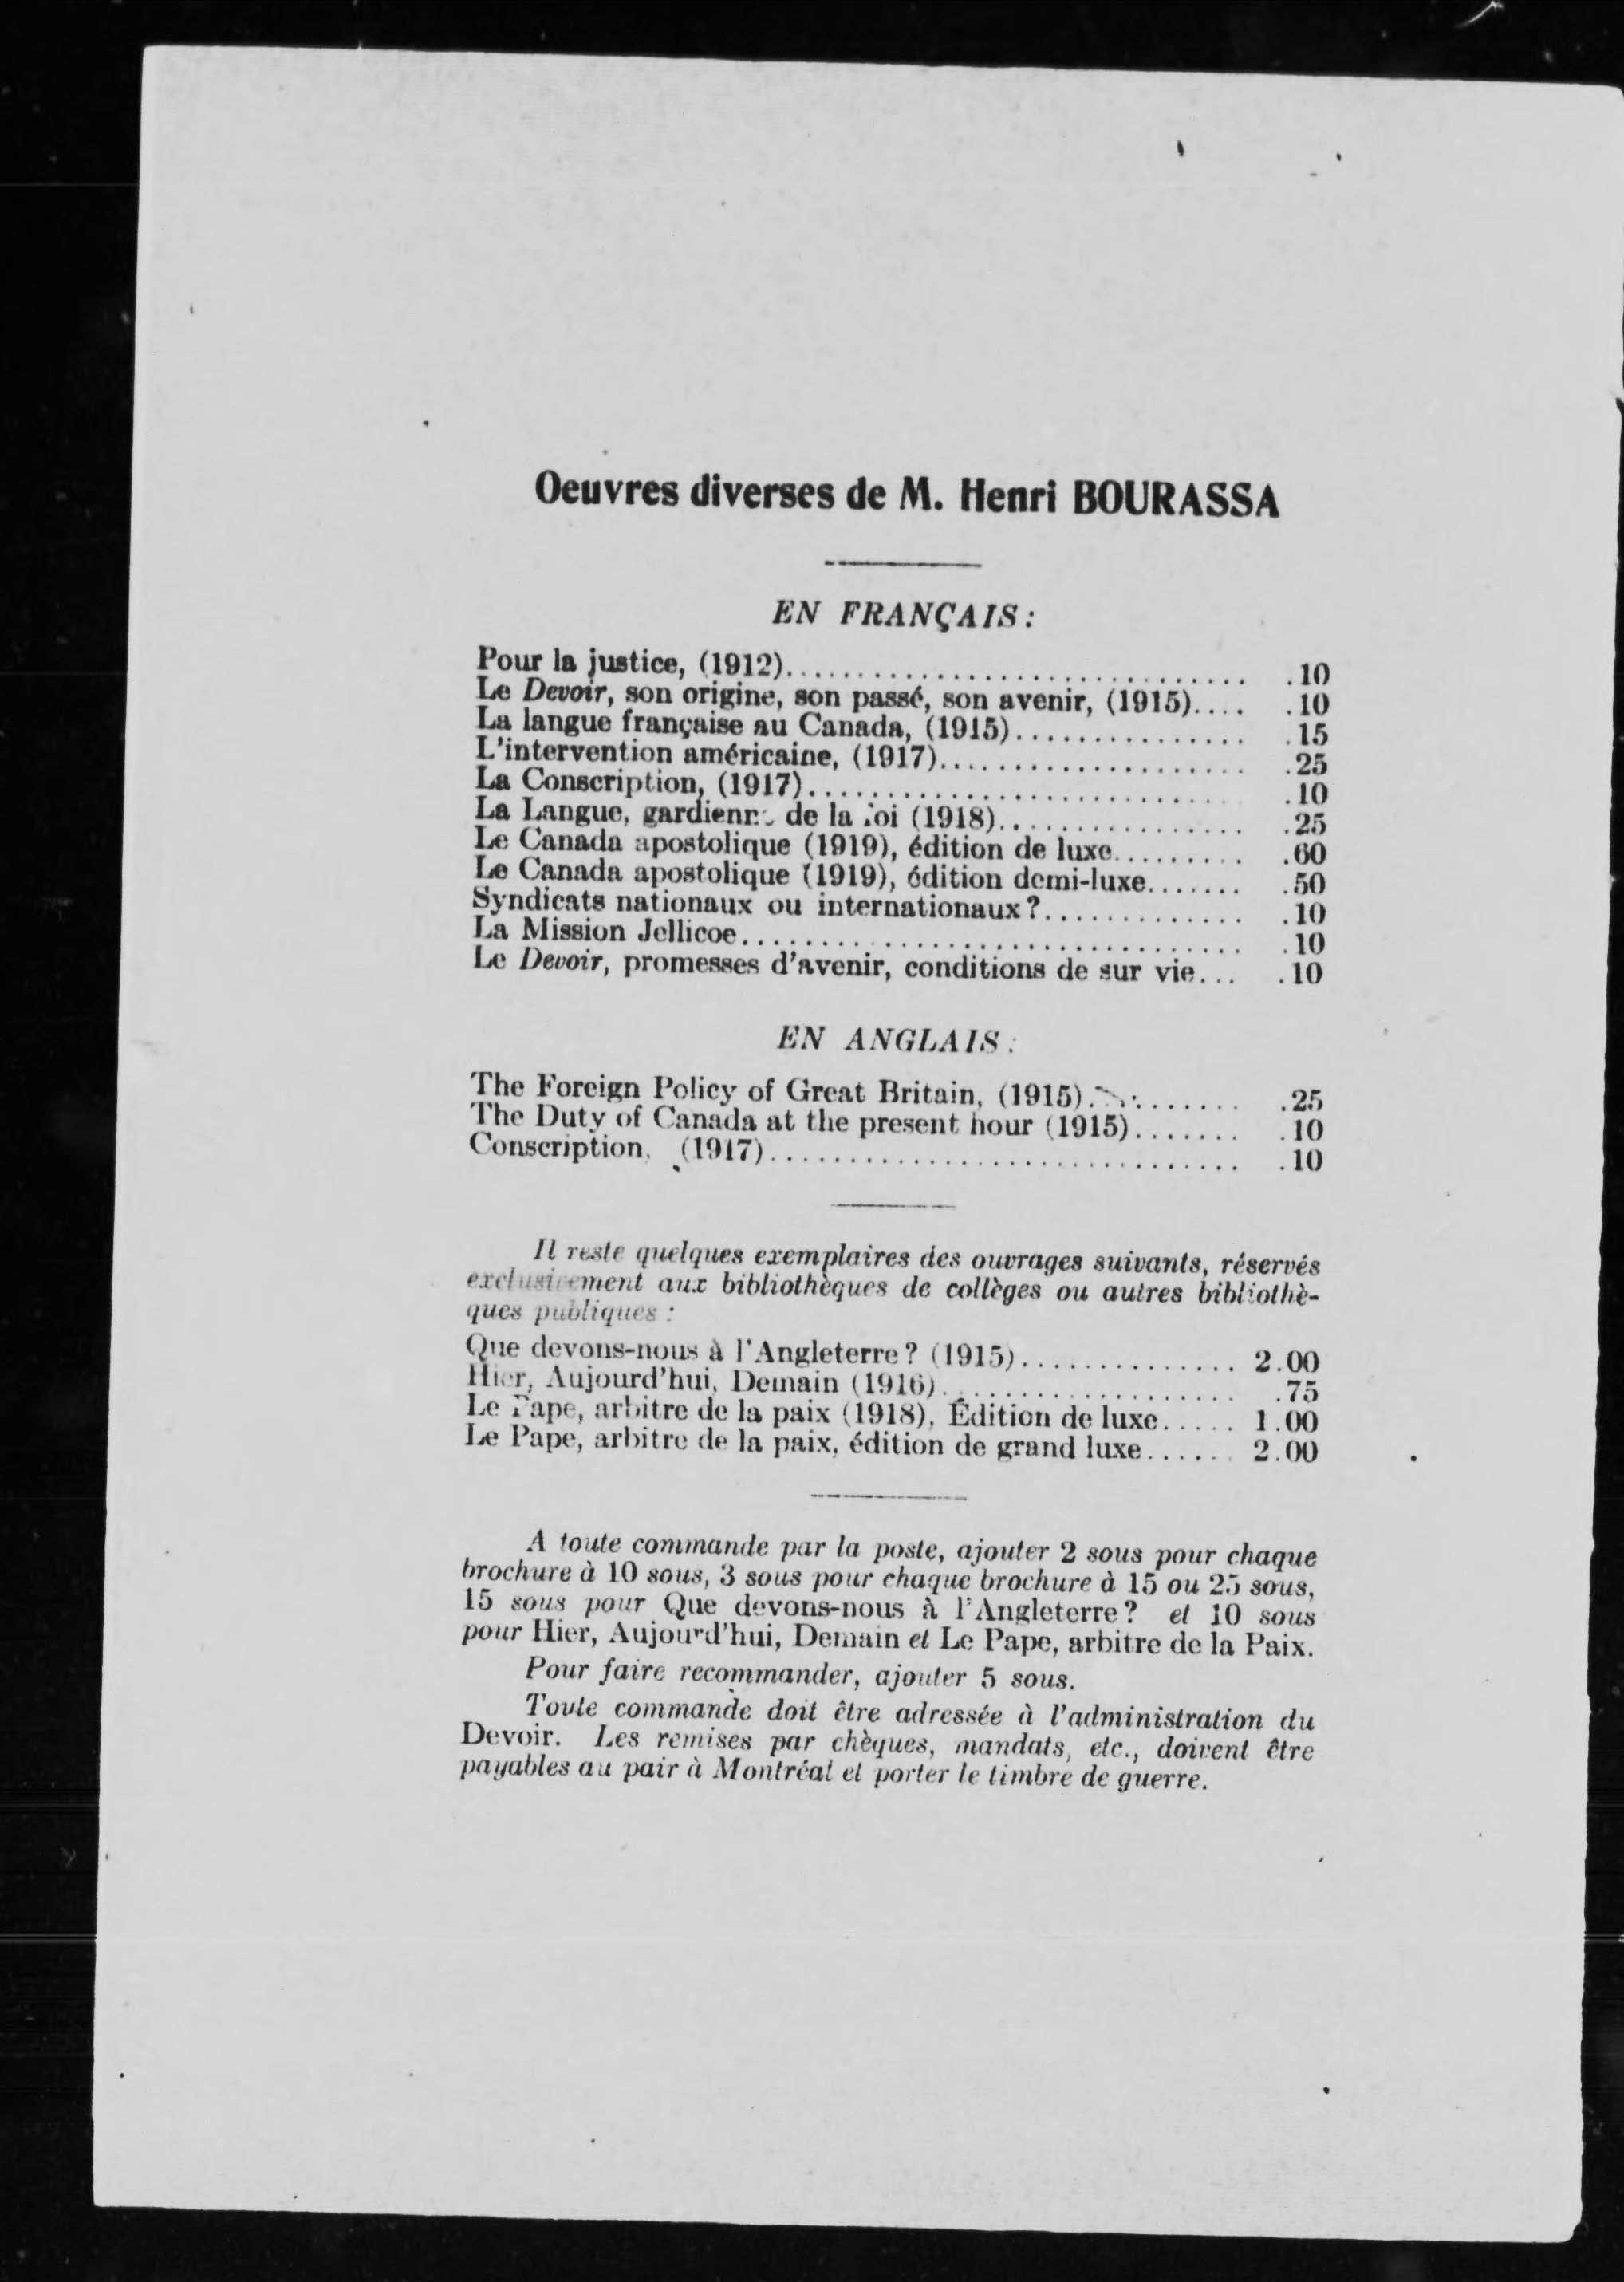 Oeuvres diverses de M. Henri BOURASSA
EN FRANÇAIS:
Pour la justice, (1912)............................... .10
Le Devoir, son origine, son passé, son avenir, (1915).... .10
La langue française au Canada, (1915)................ .15
L'intervention américaine, (1917)..................... .25
La Conscription, (1917)............................ .10
La Langue, gardienne de la foi (1918)................. .25
Le Canada apostolique (1919), édition de luxe.......... .60
Le Canada apostolique (1919), édition demi-luxe....... .50
Syndicats nationaux ou internationaux?.............. .10
La Mission Jellicoe................................. .10
Le Devoir, promesses d'avenir, conditions de sur vie... .10
EN ANGLAIS:
The Foreign Policy of Great Britain, (1915).......... .25
The Duty of Canada at the present hour (1915)....... .10
Conscription, (1917)............................... .10
Il reste quelques exemplaires des ouvrages suivants, réservés
exclusivement aux bibliothèques de collèges ou autres bibliothè-
ques publiques :
Que devons-nous à l'Angleterre? (1915).............. 2.00
Hier, Aujourd'hui, Demain (1916).................... .75
Le Pape, arbitre de la paix (1918), Édition de luxe..... 1.00
Le Pape, arbitre de la paix, édition de grand luxe...... 2.00
A toute commande par la poste, ajouter 2 sous pour chaque
brochure à 10 sous, 3 sous pour chaque brochure à 15 ou 25 sous,
15 sous pour Que devons-nous à l'Angleterre? et 10 sous
pour Hier, Aujourd'hui, Demain et Le Pape, arbitre de la Paix.
Pour faire recommander, ajouter 5 sous.
Toute commande doit être adressée à l'administration du
Devoir. Les remises par chèques, mandats, etc., doivent être
payables au pair à Montréal et porter le timbre de guerre.